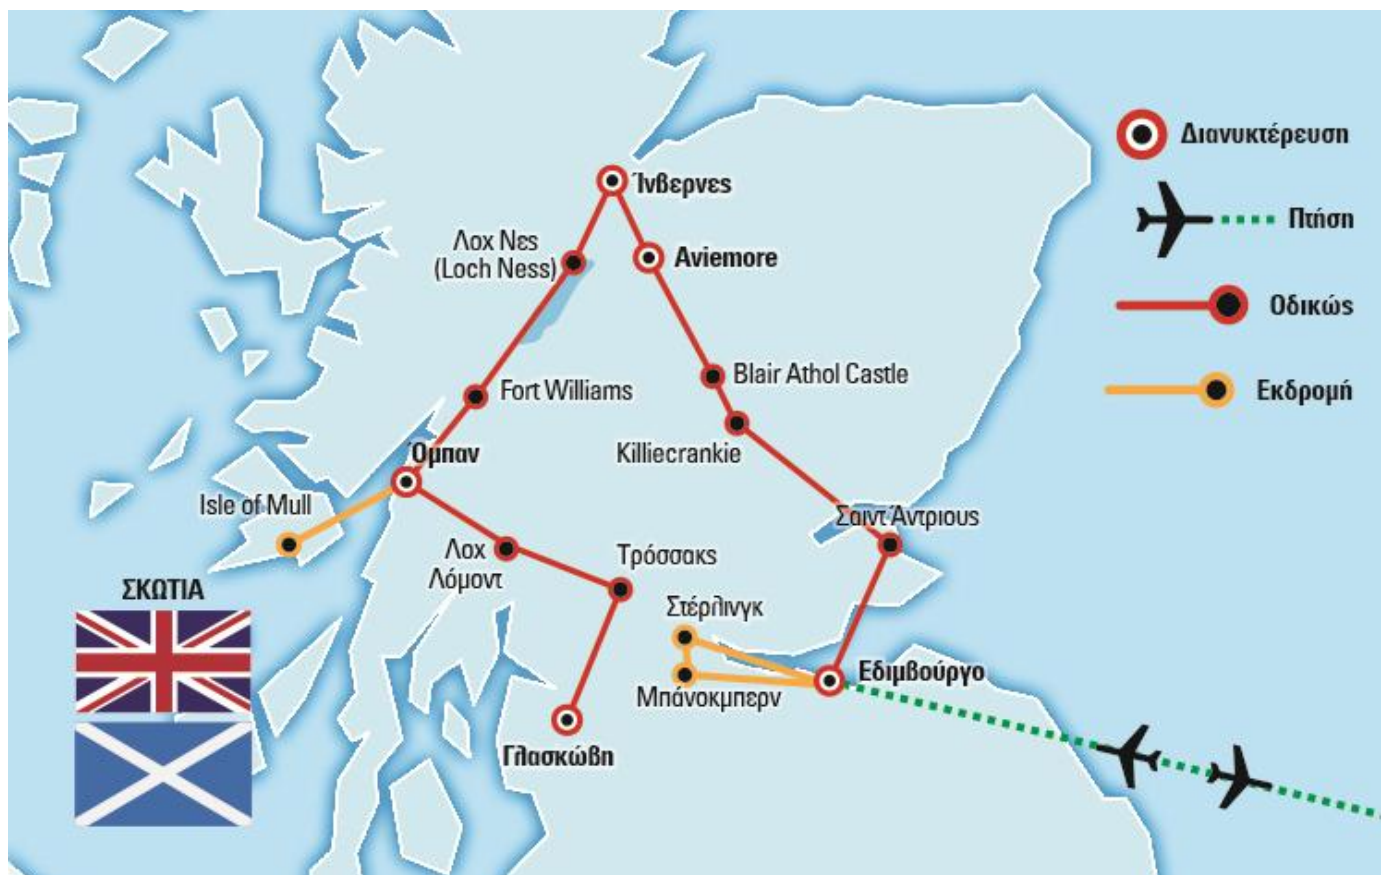 Διανυκτέρευση
Ίνβερνες
Πτήση
Λοχ Νες
(Loch Ness)
Aviemore
Οδικώς
Blair Athol Castle
Fort Williams
Εκδρομή
Killiecrankie
Όμπαν
Isle of Mull
Σαιντ Άντριους
Λοχ
Λόμοντ
Τρόσσακς
ΣΚΩΤΙΑ
Στέρλινγκ
Εδιμβούργο
Μπάνοκμπερν
Γλασκώβη